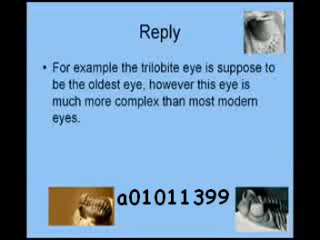 Reply
• For example the trilobite eye is suppose to
be the oldest eye, however this eye is
much more complex than most modern
eyes.
a01011399